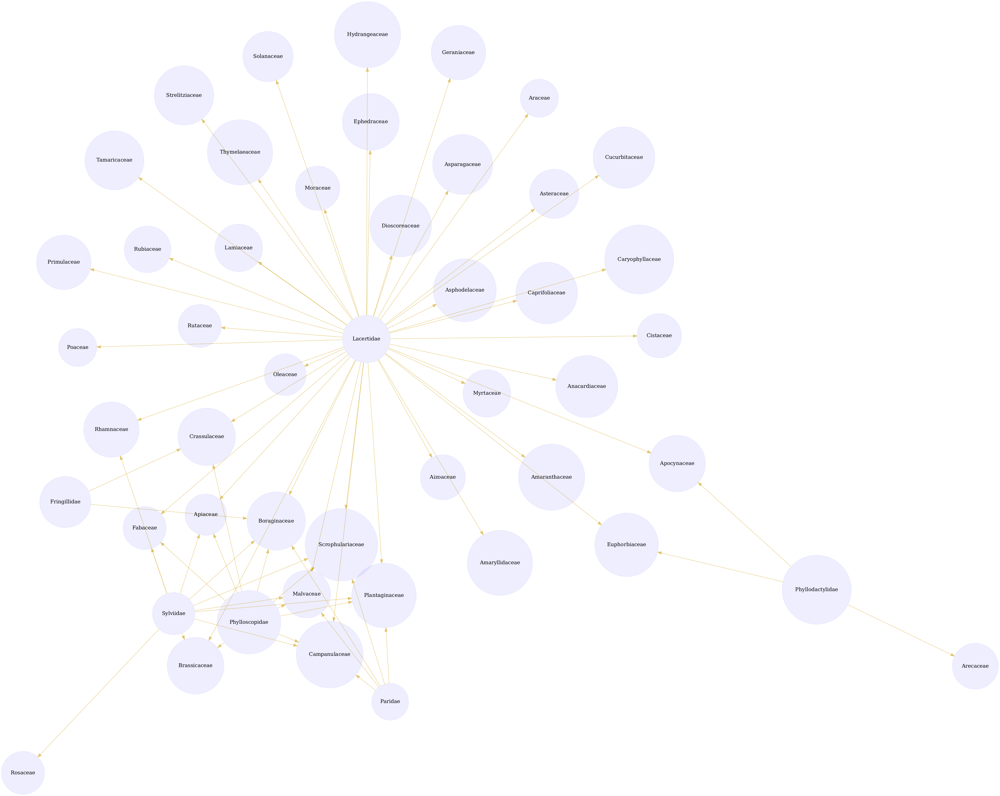 Hydrangeaceae
Geraniaceae
Solanaceae
Strelitziaceae
Araceae
Ephedraceae
Thymelaeaceae
Cucurbitaceae
Tamaricaceae
Asparagaceae
Moraceae
Asteraceae
Dioscoreaceae
Lamiaceae
Rubiaceae
Caryophyllaceae
Primulaceae
Asphodelaceae
Caprifoliaceae
Rutaceae
Cistaceae
Lacertidae
Poaceae
Oleaceae
Anacardiaceae
Myrtaceae
Rhamnaceae
Crassulaceae
Apocynaceae
Aizoaceae
Amaranthaceae
Fringillidae
Apiaceae
Boraginaceae
Fabaceae
Scrophulariaceae
Euphorbiaceae
Amaryllidaceae
Phyllodactylidae
Malvaceae
Plantaginaceae
Sylviidae
Phylloscopidae
Campanulaceae
Brassicaceae
Arecaceae
Paridae
Rosaceae